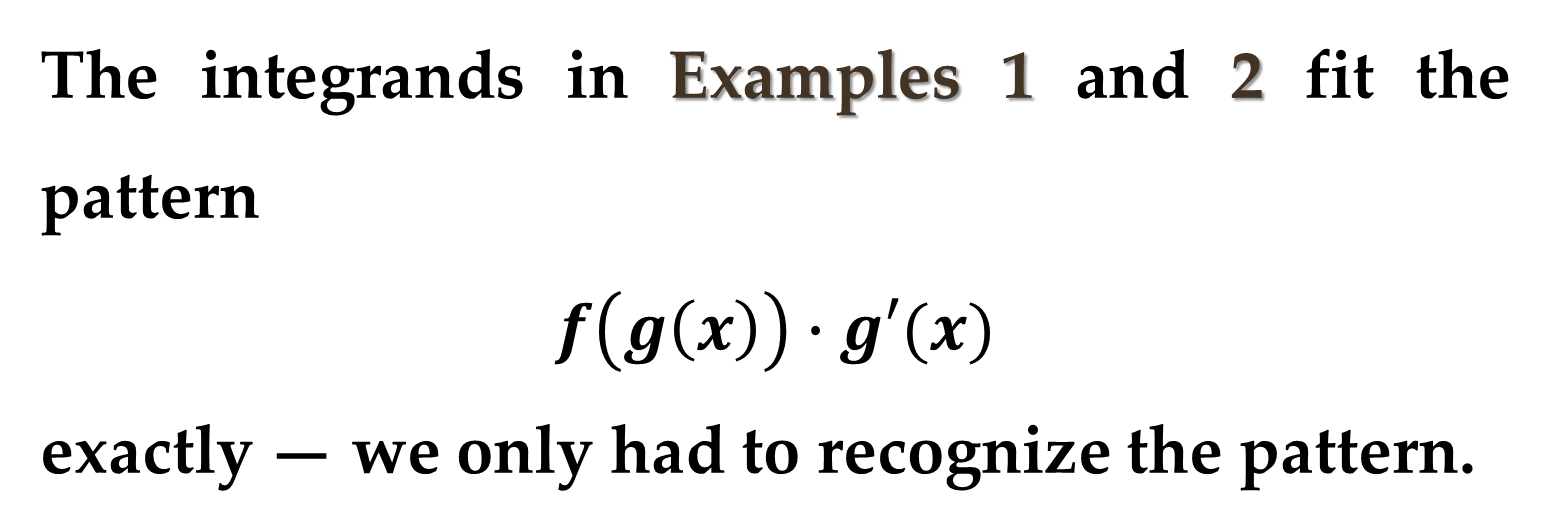 The integrands in Examples 1 and 2 fit the
pattern
f(g(x)) · g′(x)
exactly — we only had to recognize the pattern.